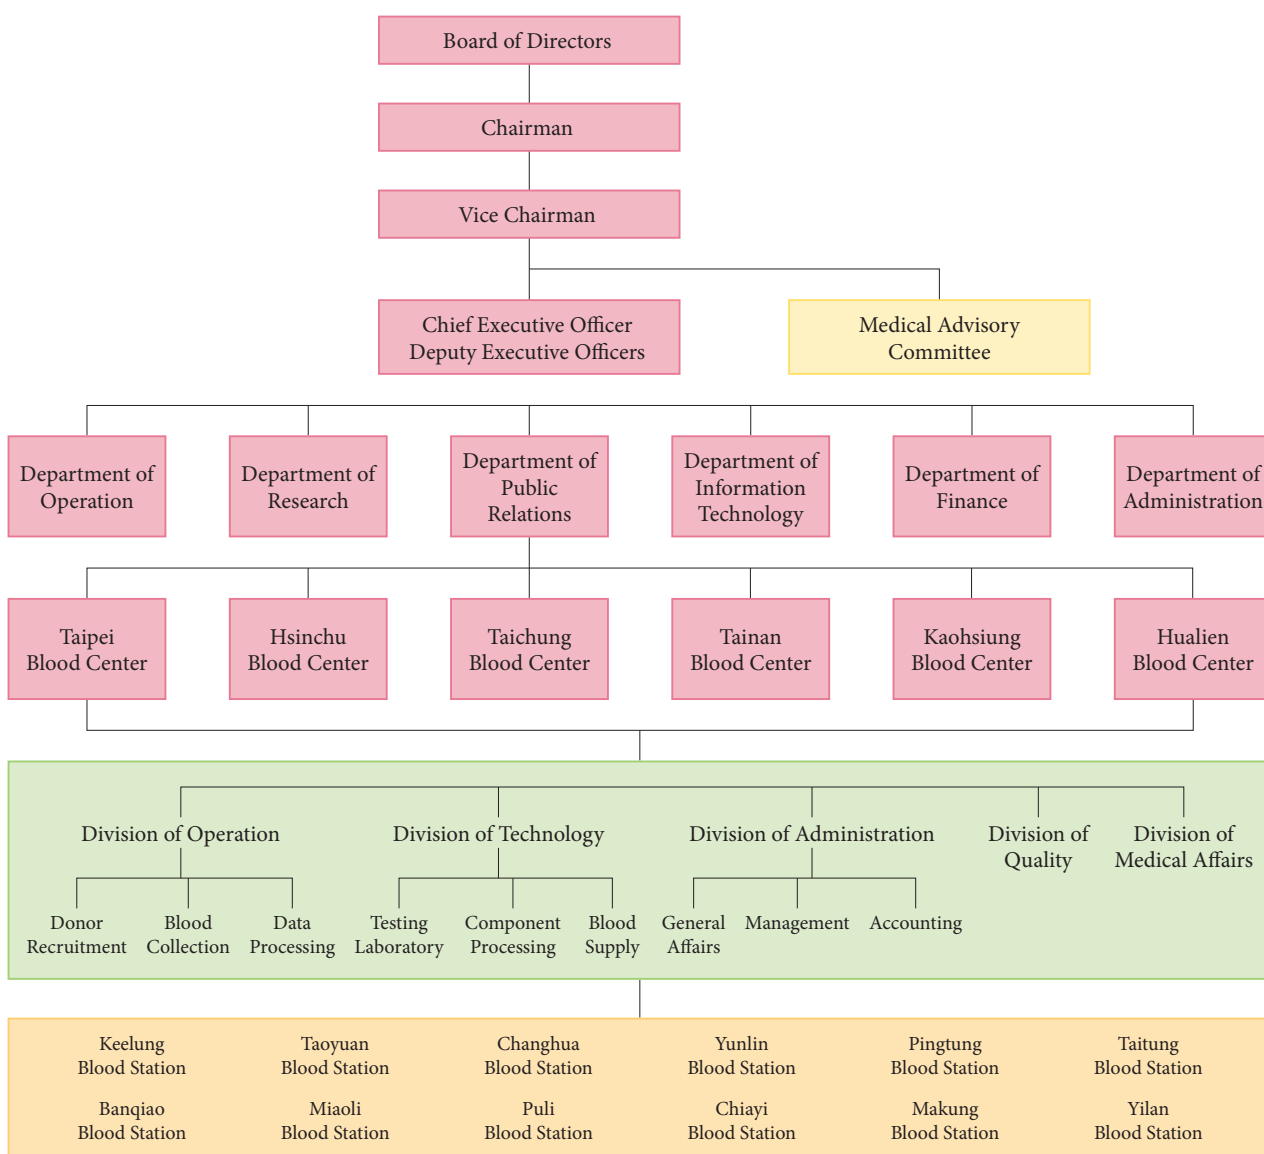 Board of Directors
Chairman
Vice Chairman
Chief Executive Officer
Deputy Executive Officers
Medical Advisory
Committee
Department of
Operation
Department of
Research
Department of
Public
Relations
Department of
Information
Technology
Department of
Finance
Department of
Administration
Taipei
Blood Center
Hsinchu
Blood Center
Taichung
Blood Center
Tainan
Blood Center
Kaohsiung
Blood Center
Hualien
Blood Center
Division of Operation
Division of Technology
Division of Administration
Division of
Quality
Division of
Medical Affairs
Donor
Recruitment
Blood
Collection
Data
Processing
Testing
Laboratory
Component
Processing
Blood
Supply
General
Affairs
Management
Accounting
Keelung
Blood Station
Taoyuan
Blood Station
Changhua
Blood Station
Yunlin
Blood Station
Pingtung
Blood Station
Taitung
Blood Station
Banqiao
Blood Station
Miaoli
Blood Station
Puli
Blood Station
Chiayi
Blood Station
Makung
Blood Station
Yilan
Blood Station